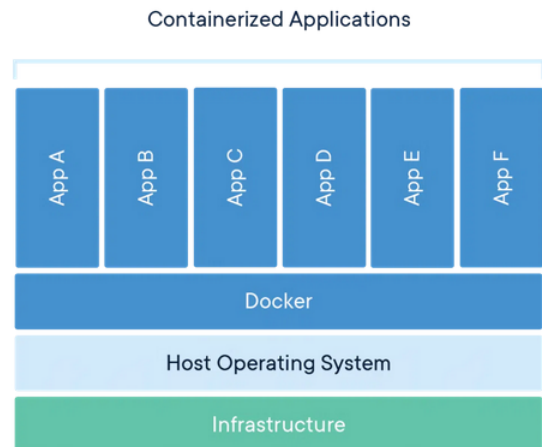 Containerized Applications
App A
App B
App C
App D
App E
App F
Docker
Host Operating System
Infrastructure